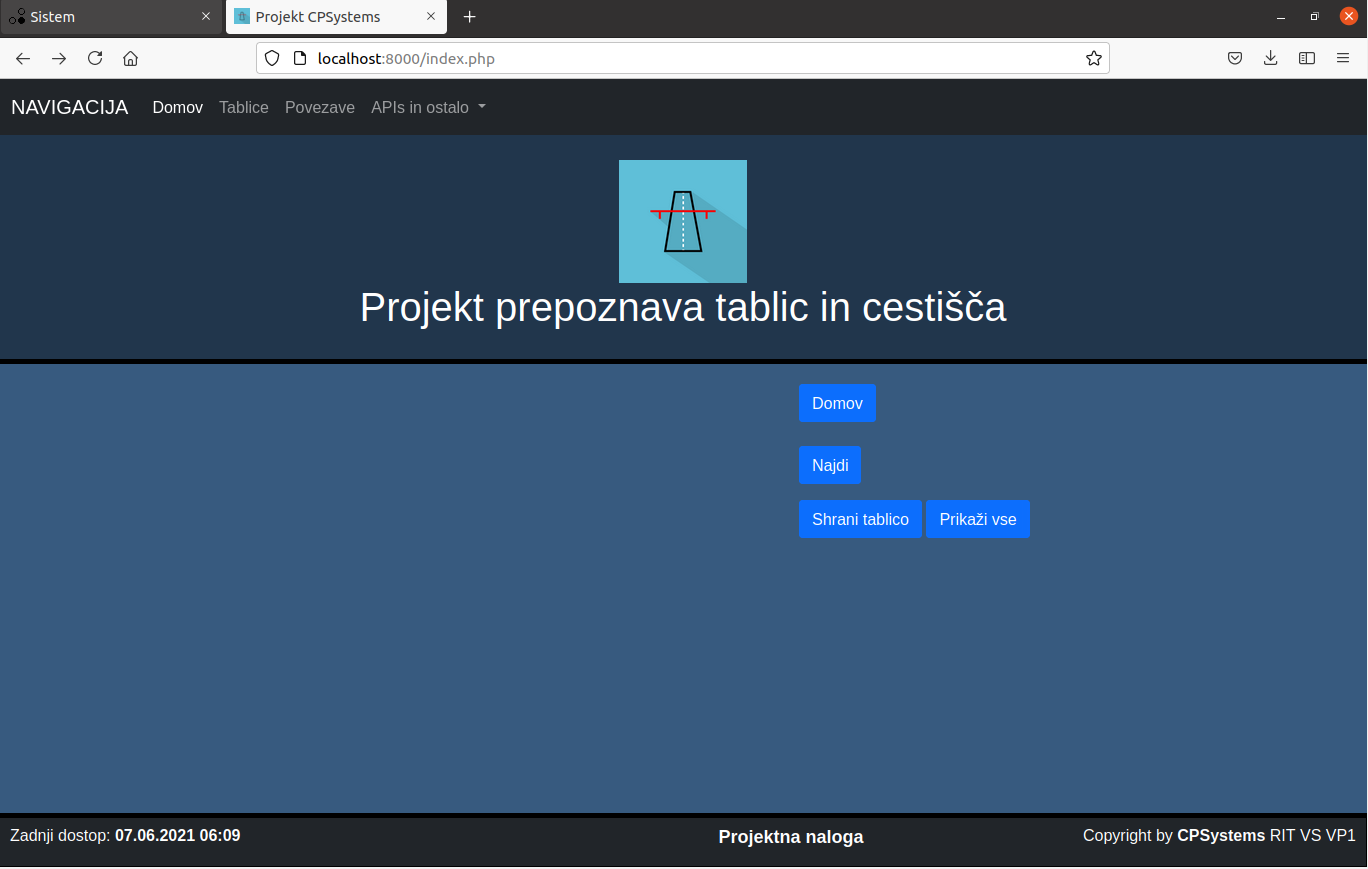 Sistem
Projekt CPSystems
localhost:8000/index.php
NAVIGACIJA Domov Tablice Povezave APIs in ostalo
Projekt prepoznava tablic in cestišča
Domov
Najdi
Shrani tablico Prikaži vse
Zadnji dostop: 07.06.2021 06:09 Projektna naloga Copyright by CPSystems RIT VS VP1